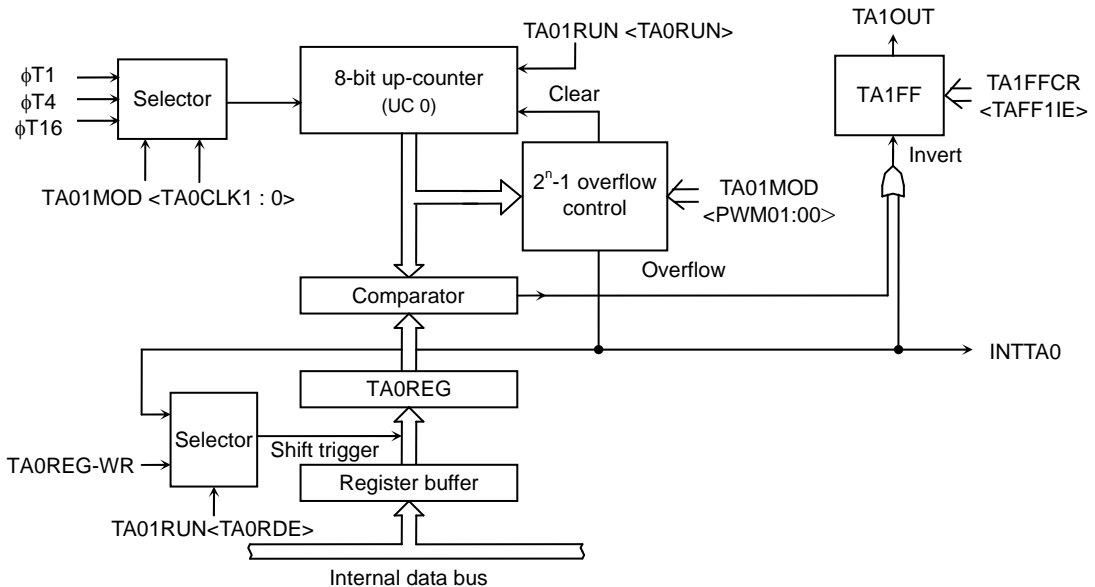 TA1OUT
TA01RUN <TA0RUN>
ϕT1
ϕT4
ϕT16
Selector
8-bit up-counter
(UC 0)
Clear
TA1FF
TA1FFCR
<TAFF1IE>
Invert
TA01MOD <TA0CLK1 : 0>
2ⁿ-1 overflow
control
TA01MOD
<PWM01:00>
Overflow
Comparator
INTTA0
TA0REG
Selector
Shift trigger
TA0REG-WR
Register buffer
TA01RUN<TA0RDE>
Internal data bus